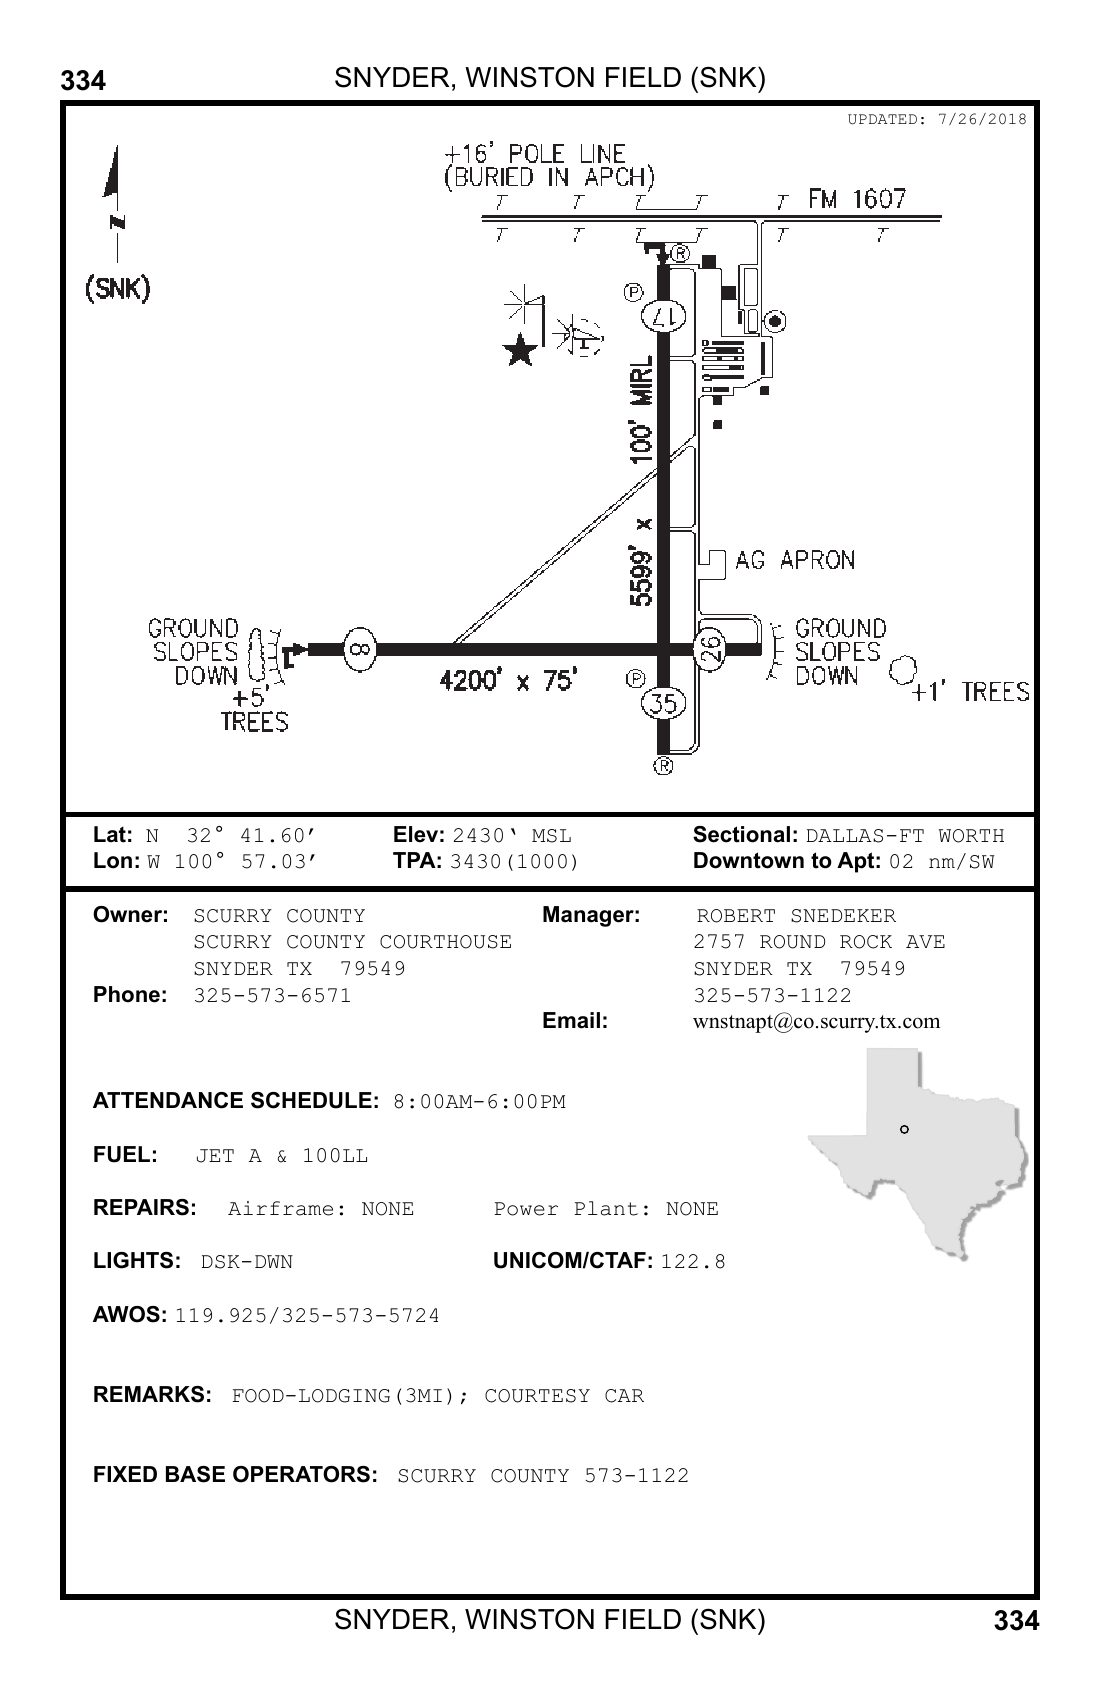 334
SNYDER, WINSTON FIELD (SNK)
UPDATED: 7/26/2018
+16' POLE LINE
(BURIED IN APCH)
FM 1607
N
(SNK)
R
P
17
5599' x 100' MIRL
AG APRON
GROUND
SLOPES
DOWN
+5'
TREES
8
26
GROUND
SLOPES
DOWN
+1' TREES
4200' x 75'
P
35
R
Lat: N 32° 41.60′ Elev: 2430‘ MSL Sectional: DALLAS-FT WORTH
Lon: W 100° 57.03′ TPA: 3430(1000) Downtown to Apt: 02 nm/SW
Owner: SCURRY COUNTY Manager: ROBERT SNEDEKER
SCURRY COUNTY COURTHOUSE 2757 ROUND ROCK AVE
SNYDER TX 79549 SNYDER TX 79549
Phone: 325-573-6571 325-573-1122
Email: wnstnapt@co.scurry.tx.com
ATTENDANCE SCHEDULE: 8:00AM-6:00PM
FUEL: JET A & 100LL
REPAIRS: Airframe: NONE Power Plant: NONE
LIGHTS: DSK-DWN UNICOM/CTAF: 122.8
AWOS: 119.925/325-573-5724
REMARKS: FOOD-LODGING(3MI); COURTESY CAR
FIXED BASE OPERATORS: SCURRY COUNTY 573-1122
SNYDER, WINSTON FIELD (SNK)
334